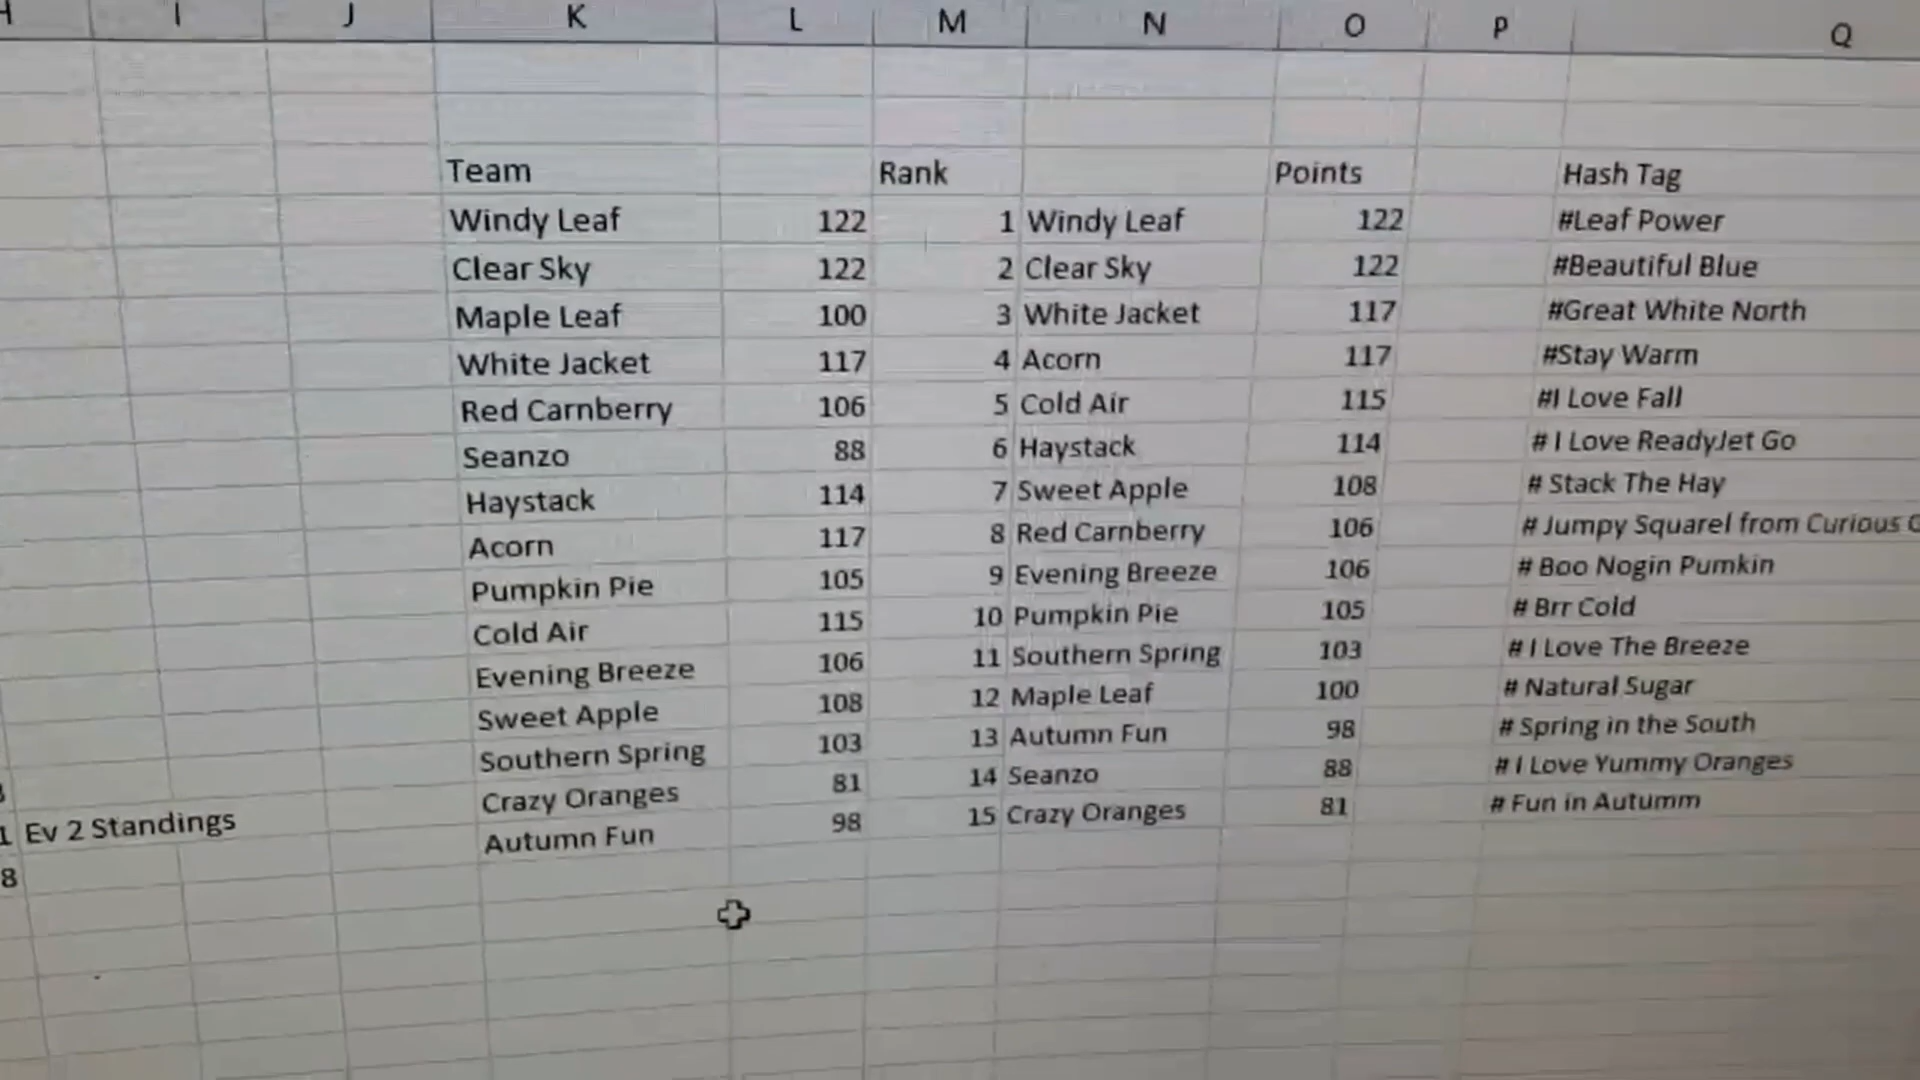 H I J K L M N O P Q
Team Rank Points Hash Tag
Windy Leaf 122 1 Windy Leaf 122 #Leaf Power
Clear Sky 122 2 Clear Sky 122 #Beautiful Blue
Maple Leaf 100 3 White Jacket 117 #Great White North
White Jacket 117 4 Acorn 117 #Stay Warm
Red Carnberry 106 5 Cold Air 115 #I Love Fall
Seanzo 88 6 Haystack 114 # I Love ReadyJet Go
Haystack 114 7 Sweet Apple 108 # Stack The Hay
Acorn 117 8 Red Carnberry 106 # Jumpy Squarel from Curious G
Pumpkin Pie 105 9 Evening Breeze 106 # Boo Nogin Pumkin
Cold Air 115 10 Pumpkin Pie 105 # Brr Cold
Evening Breeze 106 11 Southern Spring 103 # I Love The Breeze
Sweet Apple 108 12 Maple Leaf 100 # Natural Sugar
Southern Spring 103 13 Autumn Fun 98 # Spring in the South
Crazy Oranges 81 14 Seanzo 88 # I Love Yummy Oranges
1 Ev 2 Standings Autumn Fun 98 15 Crazy Oranges 81 # Fun in Autumm
8